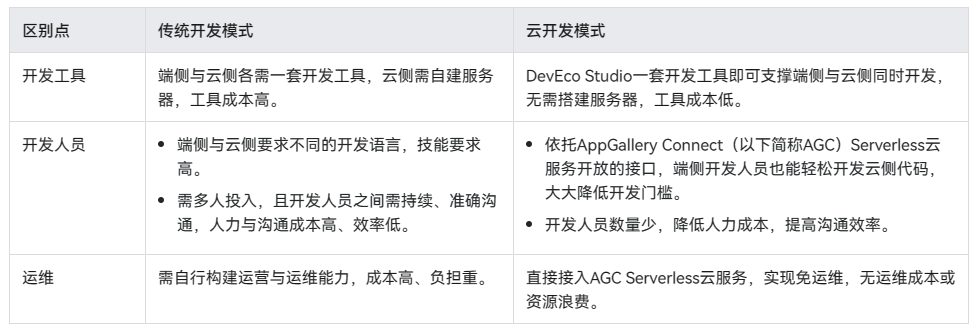 区别点
传统开发模式
云开发模式
开发工具
端侧与云侧各需一套开发工具，云侧需自建服务
器，工具成本高。
DevEco Studio一套开发工具即可支撑端侧与云侧同时开发，
无需搭建服务器，工具成本低。
开发人员
• 端侧与云侧要求不同的开发语言，技能要求
高。
• 需多人投入，且开发人员之间需持续、准确沟
通，人力与沟通成本高、效率低。
• 依托AppGallery Connect（以下简称AGC）Serverless云
服务开放的接口，端侧开发人员也能轻松开发云侧代码，
大大降低开发门槛。
• 开发人员数量少，降低人力成本，提高沟通效率。
运维
需自行构建运营与运维能力，成本高、负担重。
直接接入AGC Serverless云服务，实现免运维，无运维成本或
资源浪费。